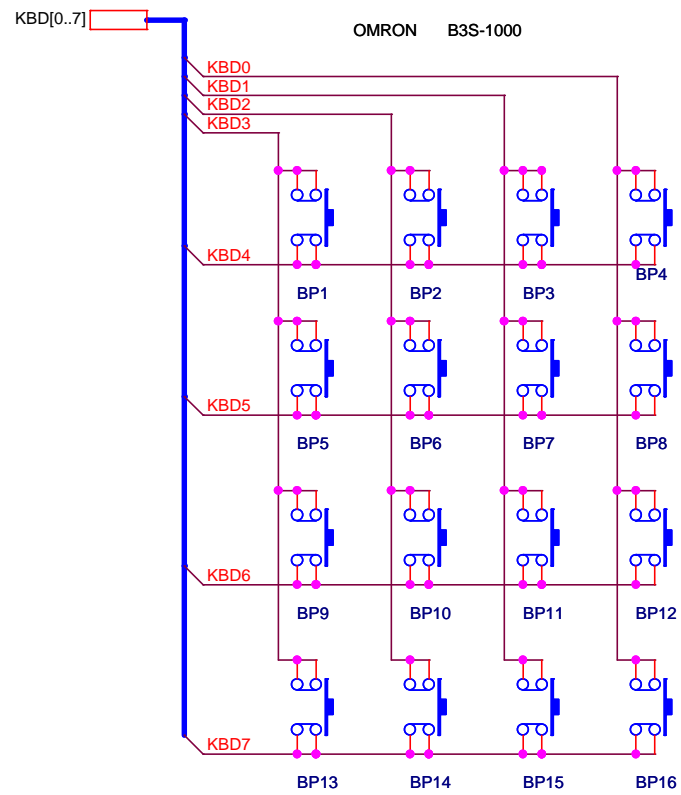 KBD[0..7]
OMRON B3S-1000
KBD0
KBD1
KBD2
KBD3
KBD4
BP1 BP2 BP3 BP4
KBD5
BP5 BP6 BP7 BP8
KBD6
BP9 BP10 BP11 BP12
KBD7
BP13 BP14 BP15 BP16